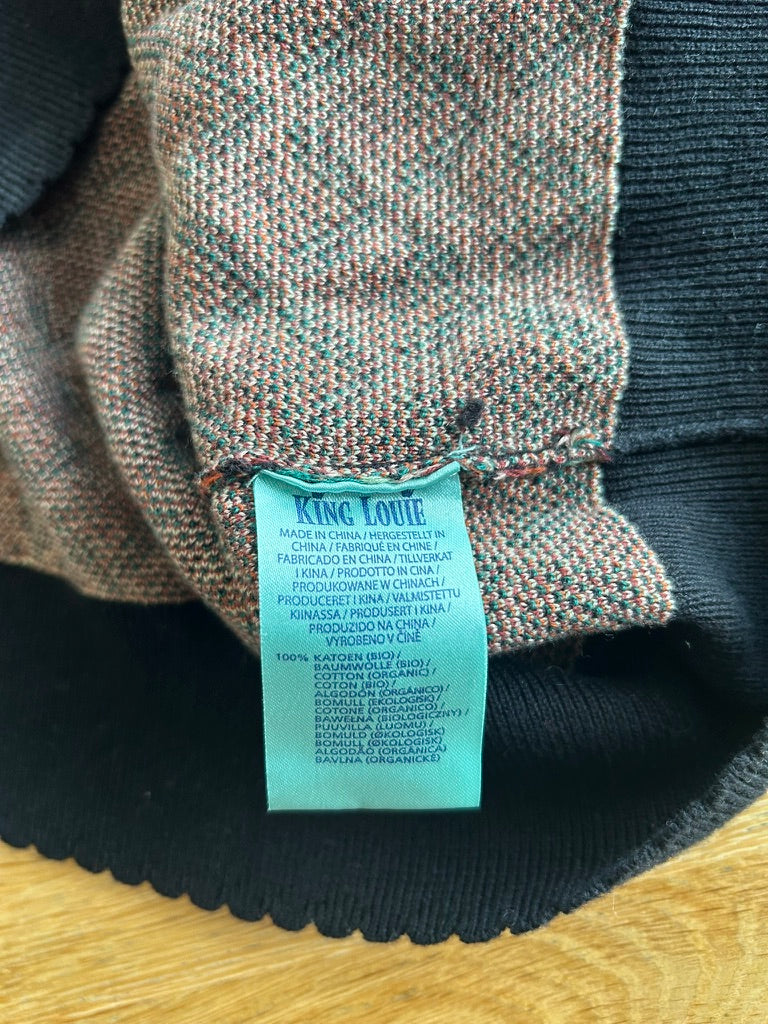 KING LOUIE
MADE IN CHINA / HERGESTELLT IN
CHINA / FABRIQUÉ EN CHINE /
FABRICADO EN CHINA / TILLVERKAT
I KINA / PRODOTTO IN CINA /
PRODUKOWANE W CHINACH /
PRODUCERET I KINA / VALMISTETTU
KIINASSA / PRODUSERT I KINA /
PRODUZIDO NA CHINA /
VYROBENO V ČÍNĚ
100% KATOEN (BIO) /
BAUMWOLLE (BIO) /
COTTON (ORGANIC) /
COTON (BIO) /
ALGODÓN (ORGÁNICO) /
BOMULL (EKOLOGISK) /
COTONE (ORGANICO) /
BAWEŁNA (BIOLOGICZNY) /
PUUVILLA (LUOMU) /
BOMULD (ØKOLOGISK)
BOMULL (ØKOLOGISK)
ALGODÃO (ORGÂNICA)
BAVLNA (ORGANICKÉ)